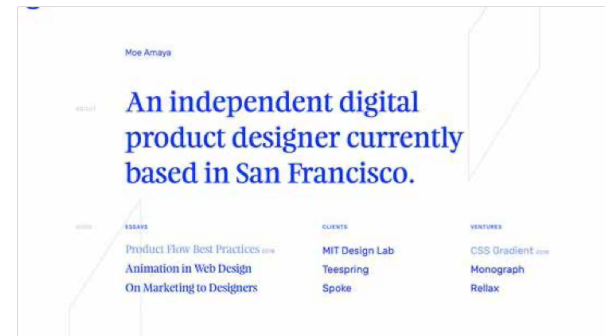 Moe Amaya
ABOUT
An independent digital
product designer currently
based in San Francisco.
ESSAYS
Product Flow Best Practices
Animation in Web Design
On Marketing to Designers
CLIENTS
MIT Design Lab
Teespring
Spoke
VENTURES
CSS Gradient
Monograph
Rellax